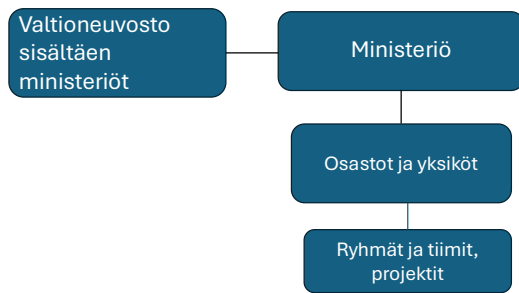 Valtioneuvosto
sisältäen
ministeriöt
Ministeriö
Osastot ja yksiköt
Ryhmät ja tiimit,
projektit